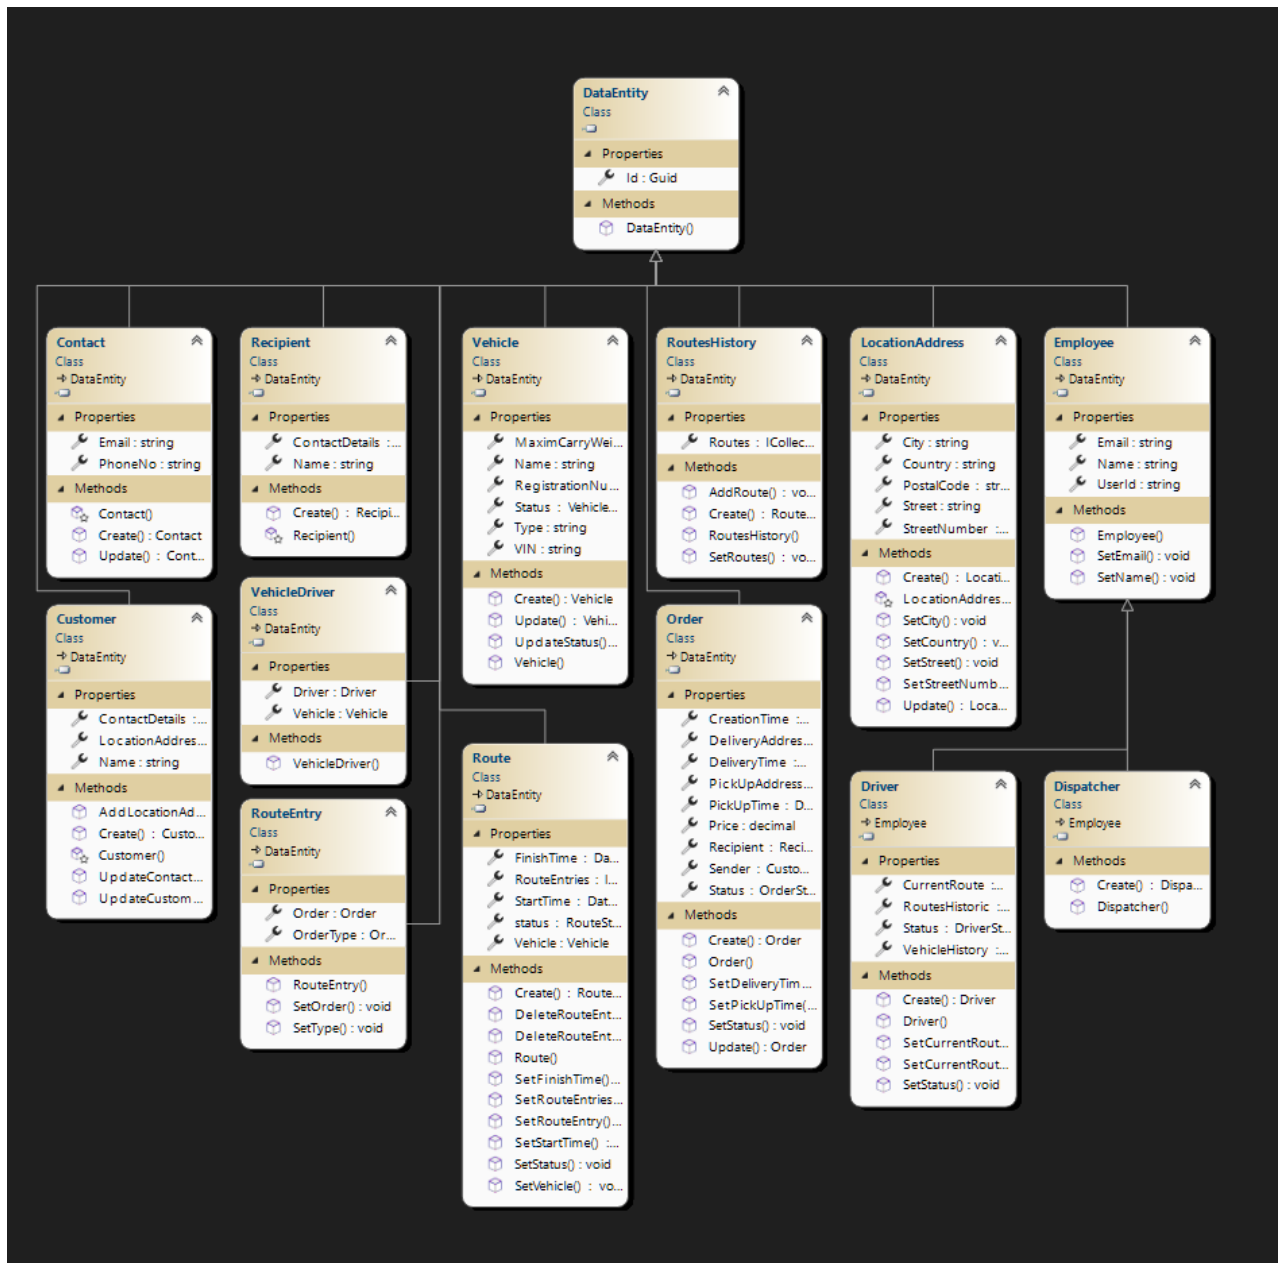 DataEntity
Class
Properties
Id : Guid
Methods
DataEntity()
Contact
Class
DataEntity
Properties
Email : string
PhoneNo : string
Methods
Contact()
Create() : Contact
Update() : Cont...
Recipient
Class
DataEntity
Properties
ContactDetails :...
Name : string
Methods
Create() : Recipi...
Recipient()
Vehicle
Class
DataEntity
Properties
MaximCarryWei...
Name : string
RegistrationNu...
Status : Vehicle...
Type : string
VIN : string
Methods
Create() : Vehicle
Update() : Vehi...
UpdateStatus()...
Vehicle()
RoutesHistory
Class
DataEntity
Properties
Routes : ICollec...
Methods
AddRoute() : vo...
Create() : Route...
RoutesHistory()
SetRoutes() : vo...
LocationAddress
Class
DataEntity
Properties
City : string
Country : string
PostalCode : str...
Street : string
StreetNumber :...
Methods
Create() : Locati...
LocationAddres...
SetCity() : void
SetCountry() : v...
SetStreet() : void
SetStreetNumb...
Update() : Loca...
Employee
Class
DataEntity
Properties
Email : string
Name : string
UserId : string
Methods
Employee()
SetEmail() : void
SetName() : void
Customer
Class
DataEntity
Properties
ContactDetails :...
LocationAddres...
Name : string
Methods
AddLocationAd...
Create() : Custo...
Customer()
UpdateContact...
UpdateCustom...
VehicleDriver
Class
DataEntity
Properties
Driver : Driver
Vehicle : Vehicle
Methods
VehicleDriver()
RouteEntry
Class
DataEntity
Properties
Order : Order
OrderType : Or...
Methods
RouteEntry()
SetOrder() : void
SetType() : void
Route
Class
DataEntity
Properties
FinishTime : Da...
RouteEntries : I...
StartTime : Dat...
status : RouteSt...
Vehicle : Vehicle
Methods
Create() : Route...
DeleteRouteEnt...
DeleteRouteEnt...
Route()
SetFinishTime()...
SetRouteEntries...
SetRouteEntry()...
SetStartTime() :...
SetStatus() : void
SetVehicle() : vo...
Order
Class
DataEntity
Properties
CreationTime :...
DeliveryAddres...
DeliveryTime :...
PickUpAddress...
PickUpTime : D...
Price : decimal
Recipient : Reci...
Sender : Custo...
Status : OrderSt...
Methods
Create() : Order
Order()
SetDeliveryTim...
SetPickUpTime(...
SetStatus() : void
Update() : Order
Driver
Class
Employee
Properties
CurrentRoute :...
RoutesHistoric :...
Status : DriverSt...
VehicleHistory :...
Methods
Create() : Driver
Driver()
SetCurrentRout...
SetCurrentRout...
SetStatus() : void
Dispatcher
Class
Employee
Methods
Create() : Dispa...
Dispatcher()